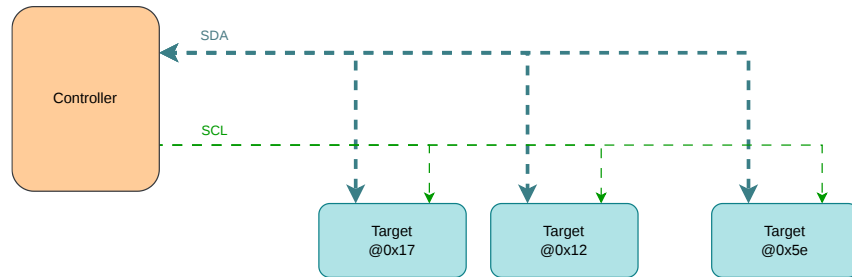 SDA
Controller
SCL
Target
@0x17
Target
@0x12
Target
@0x5e